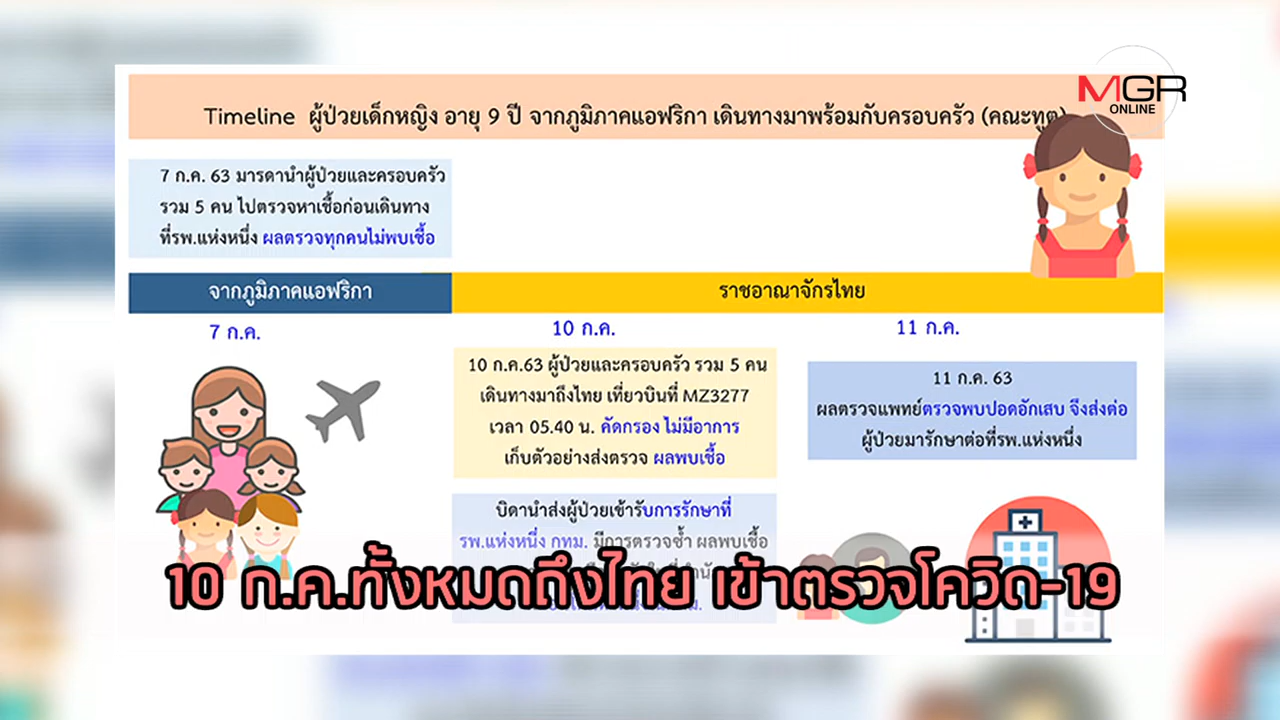 MGR
ONLINE
Timeline ผู้ป่วยเด็กหญิง อายุ 9 ปี จากภูมิภาคแอฟริกา เดินทางมาพร้อมกับครอบครัว (คณะทูต)
7 ก.ค. 63 มารดานำผู้ป่วยและครอบครัว
รวม 5 คน ไปตรวจหาเชื้อก่อนเดินทาง
ที่รพ.แห่งหนึ่ง ผลตรวจทุกคนไม่พบเชื้อ
จากภูมิภาคแอฟริกา
ราชอาณาจักรไทย
7 ก.ค.
10 ก.ค.
11 ก.ค.
10 ก.ค.63 ผู้ป่วยและครอบครัว รวม 5 คน
เดินทางมาถึงไทย เที่ยวบินที่ MZ3277
เวลา 05.40 น. คัดกรอง ไม่มีอาการ
เก็บตัวอย่างส่งตรวจ ผลพบเชื้อ
11 ก.ค. 63
ผลตรวจแพทย์ตรวจพบปอดอักเสบ จึงส่งต่อ
ผู้ป่วยมารักษาต่อที่รพ.แห่งหนึ่ง
บิดานำส่งผู้ป่วยเข้ารับการรักษาที่
รพ.แห่งหนึ่ง กทม. มีการตรวจซ้ำ ผลพบเชื้อ
10 ก.ค.ทั้งหมดถึงไทย เข้าตรวจโควิด-19